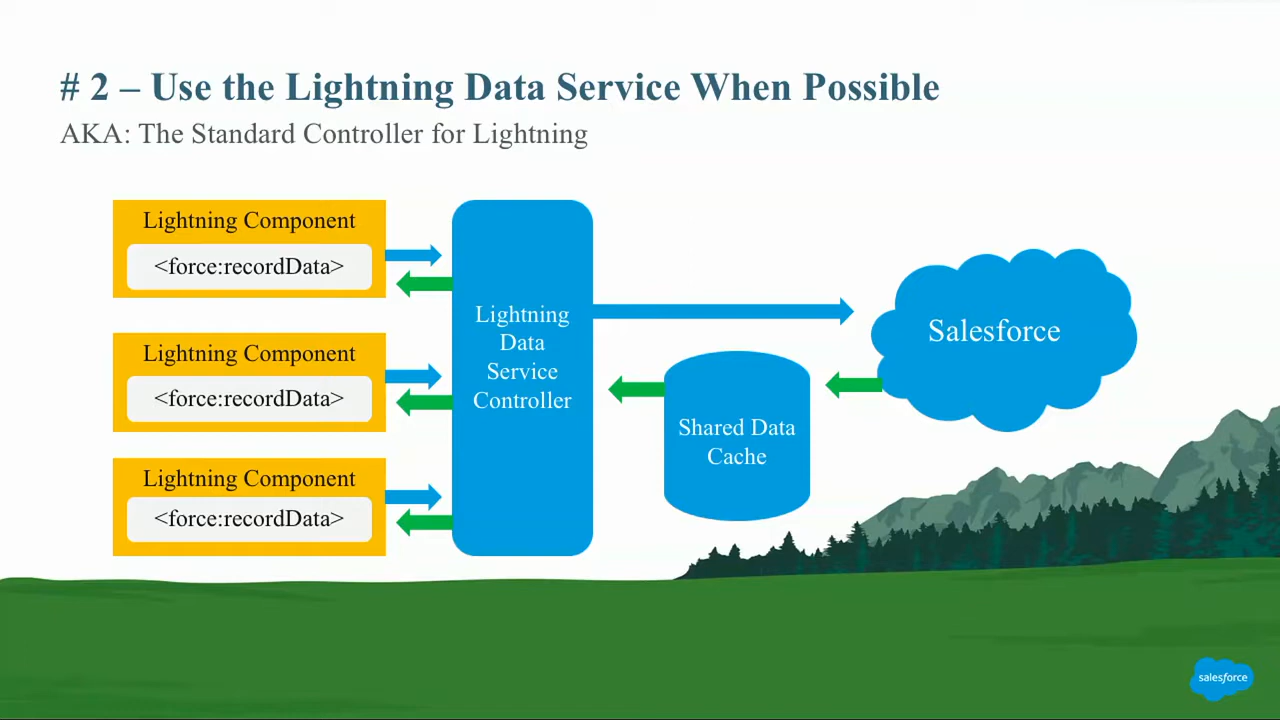 # 2 – Use the Lightning Data Service When Possible
AKA: The Standard Controller for Lightning
Lightning Component
<force:recordData>
Lightning Component
<force:recordData>
Lightning Component
<force:recordData>
Lightning
Data
Service
Controller
Shared Data
Cache
Salesforce
salesforce